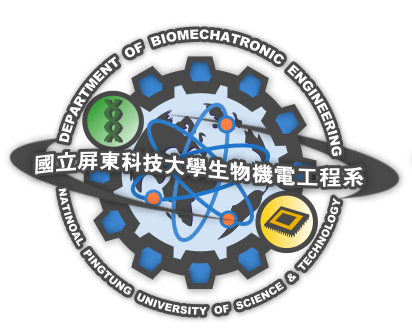 DEPARTMENT OF BIOMECHATRONIC ENGINEERING
國立屏東科技大學生物機電工程系
NATINOAL PINGTUNG UNIVERSITY OF SCIENCE & TECHNOLOGY